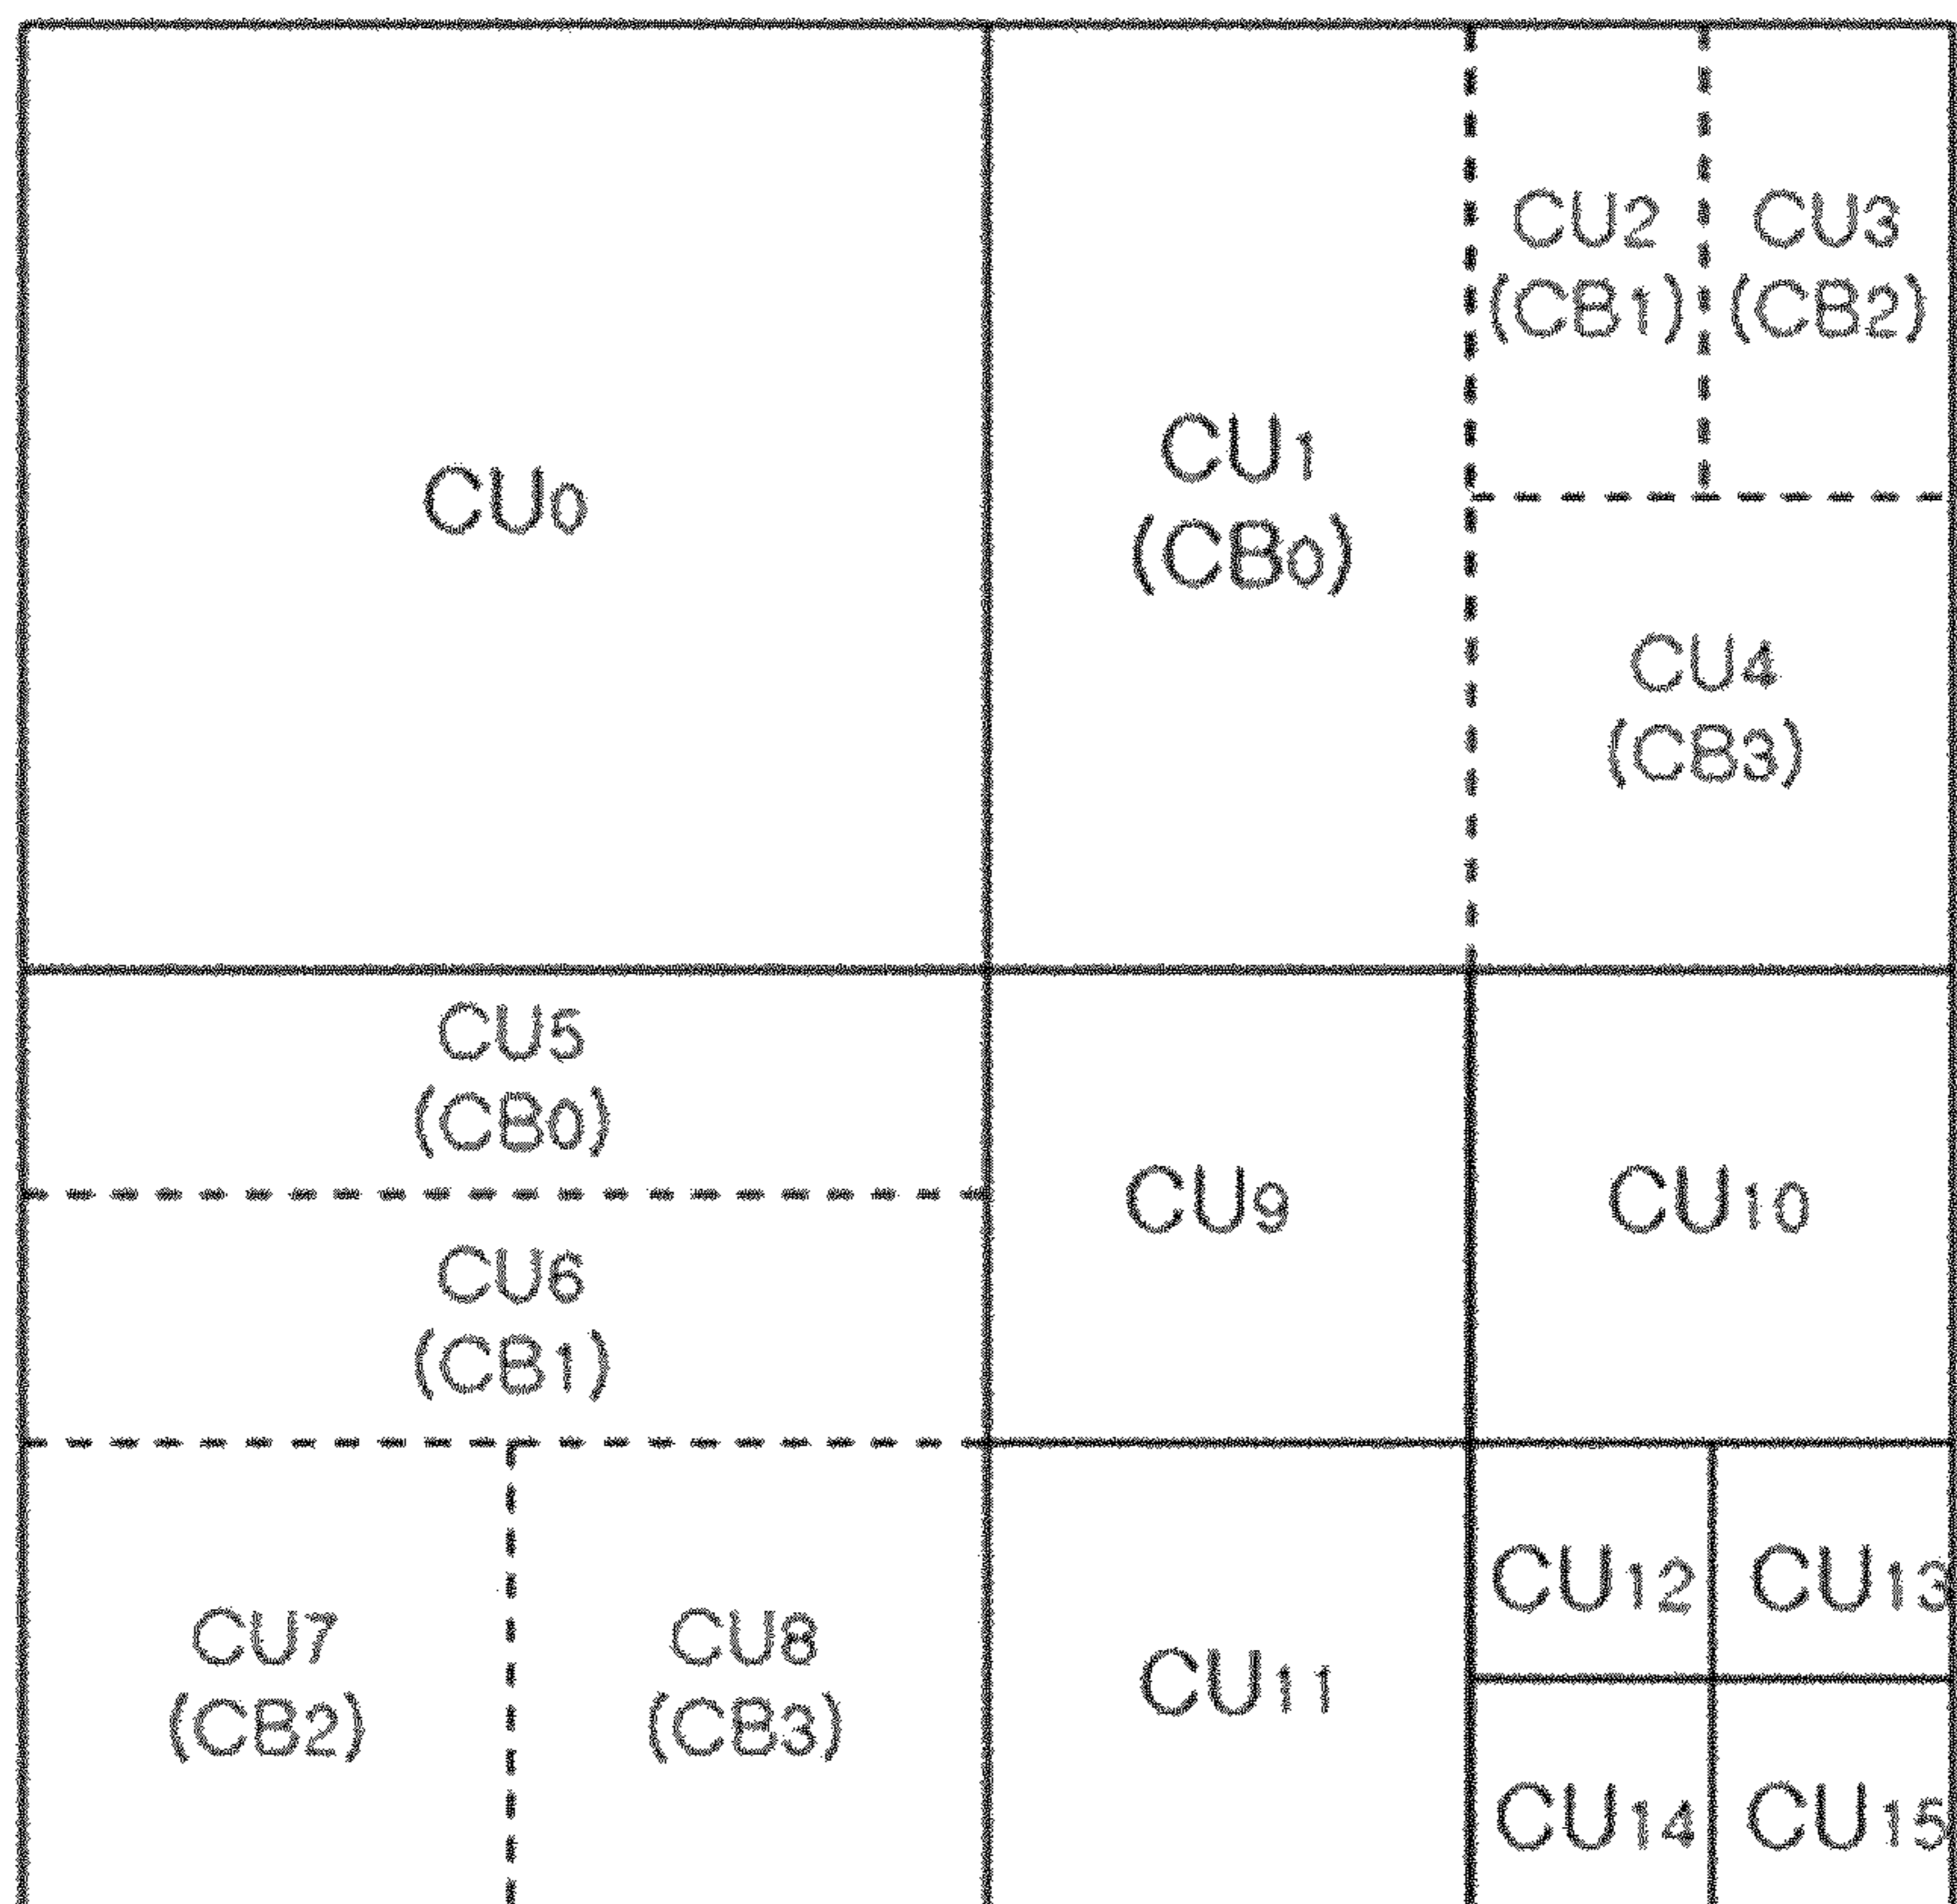 CU0
CU1
(CB0)
CU2
(CB1)
CU3
(CB2)
CU4
(CB3)
CU5
(CB0)
CU6
(CB1)
CU7
(CB2)
CU8
(CB3)
CU9
CU10
CU11
CU12
CU13
CU14
CU15